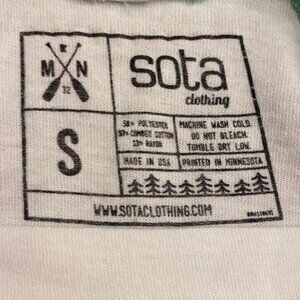 M N
32
sota
clothing
S
50% POLYESTER
37% COMBED COTTON
13% RAYON
MACHINE WASH COLD.
DO NOT BLEACH.
TUMBLE DRY LOW.
MADE IN USA
PRINTED IN MINNESOTA
WWW.SOTACLOTHING.COM